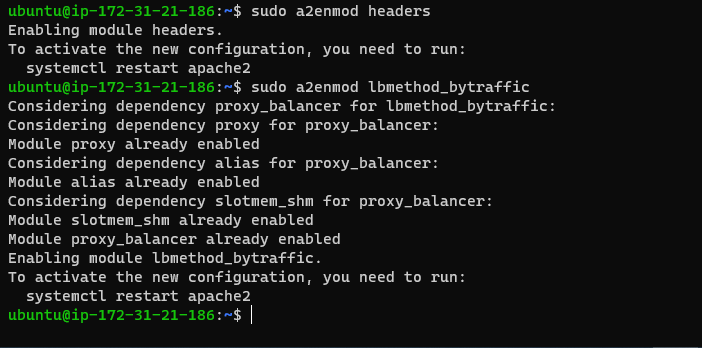 ubuntu@ip-172-31-21-186:~$ sudo a2enmod headers
Enabling module headers.
To activate the new configuration, you need to run:
  systemctl restart apache2
ubuntu@ip-172-31-21-186:~$ sudo a2enmod lbmethod_bytraffic
Considering dependency proxy_balancer for lbmethod_bytraffic:
Considering dependency proxy for proxy_balancer:
Module proxy already enabled
Considering dependency alias for proxy_balancer:
Module alias already enabled
Considering dependency slotmem_shm for proxy_balancer:
Module slotmem_shm already enabled
Module proxy_balancer already enabled
Enabling module lbmethod_bytraffic.
To activate the new configuration, you need to run:
  systemctl restart apache2
ubuntu@ip-172-31-21-186:~$